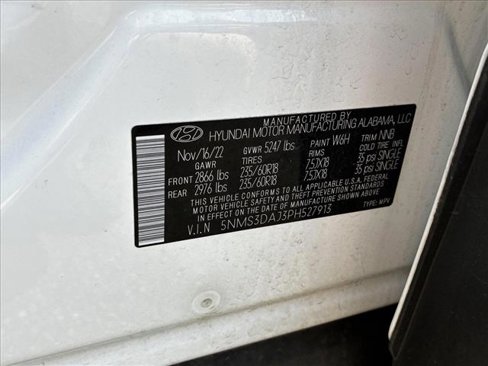 MANUFACTURED BY
HYUNDAI MOTOR MANUFACTURING ALABAMA, LLC
Nov/16/22 GVWR 5247 lbs PAINT W6H TRIM NNB
GAWR TIRES RIMS COLD TIRE INFL. PR.
FRONT 2866 lbs 235/60R18 7.5JX18 35 psi SINGLE
REAR 2976 lbs 235/60R18 7.5JX18 35 psi SINGLE
THIS VEHICLE CONFORMS TO ALL APPLICABLE U.S.A. FEDERAL
MOTOR VEHICLE SAFETY AND THEFT PREVENTION STANDARDS
IN EFFECT ON THE DATE OF MANUFACTURE SHOWN ABOVE.
V.I.N 5NMS3DAJ3PH527913 TYPE: MPV